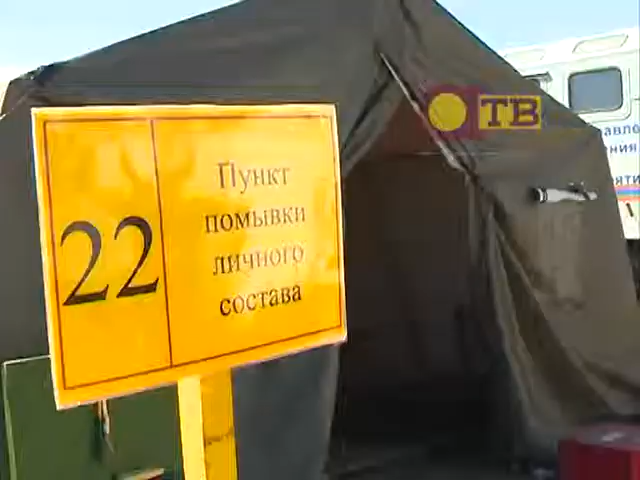 22
Пункт
помывки
личного
состава
ТВ